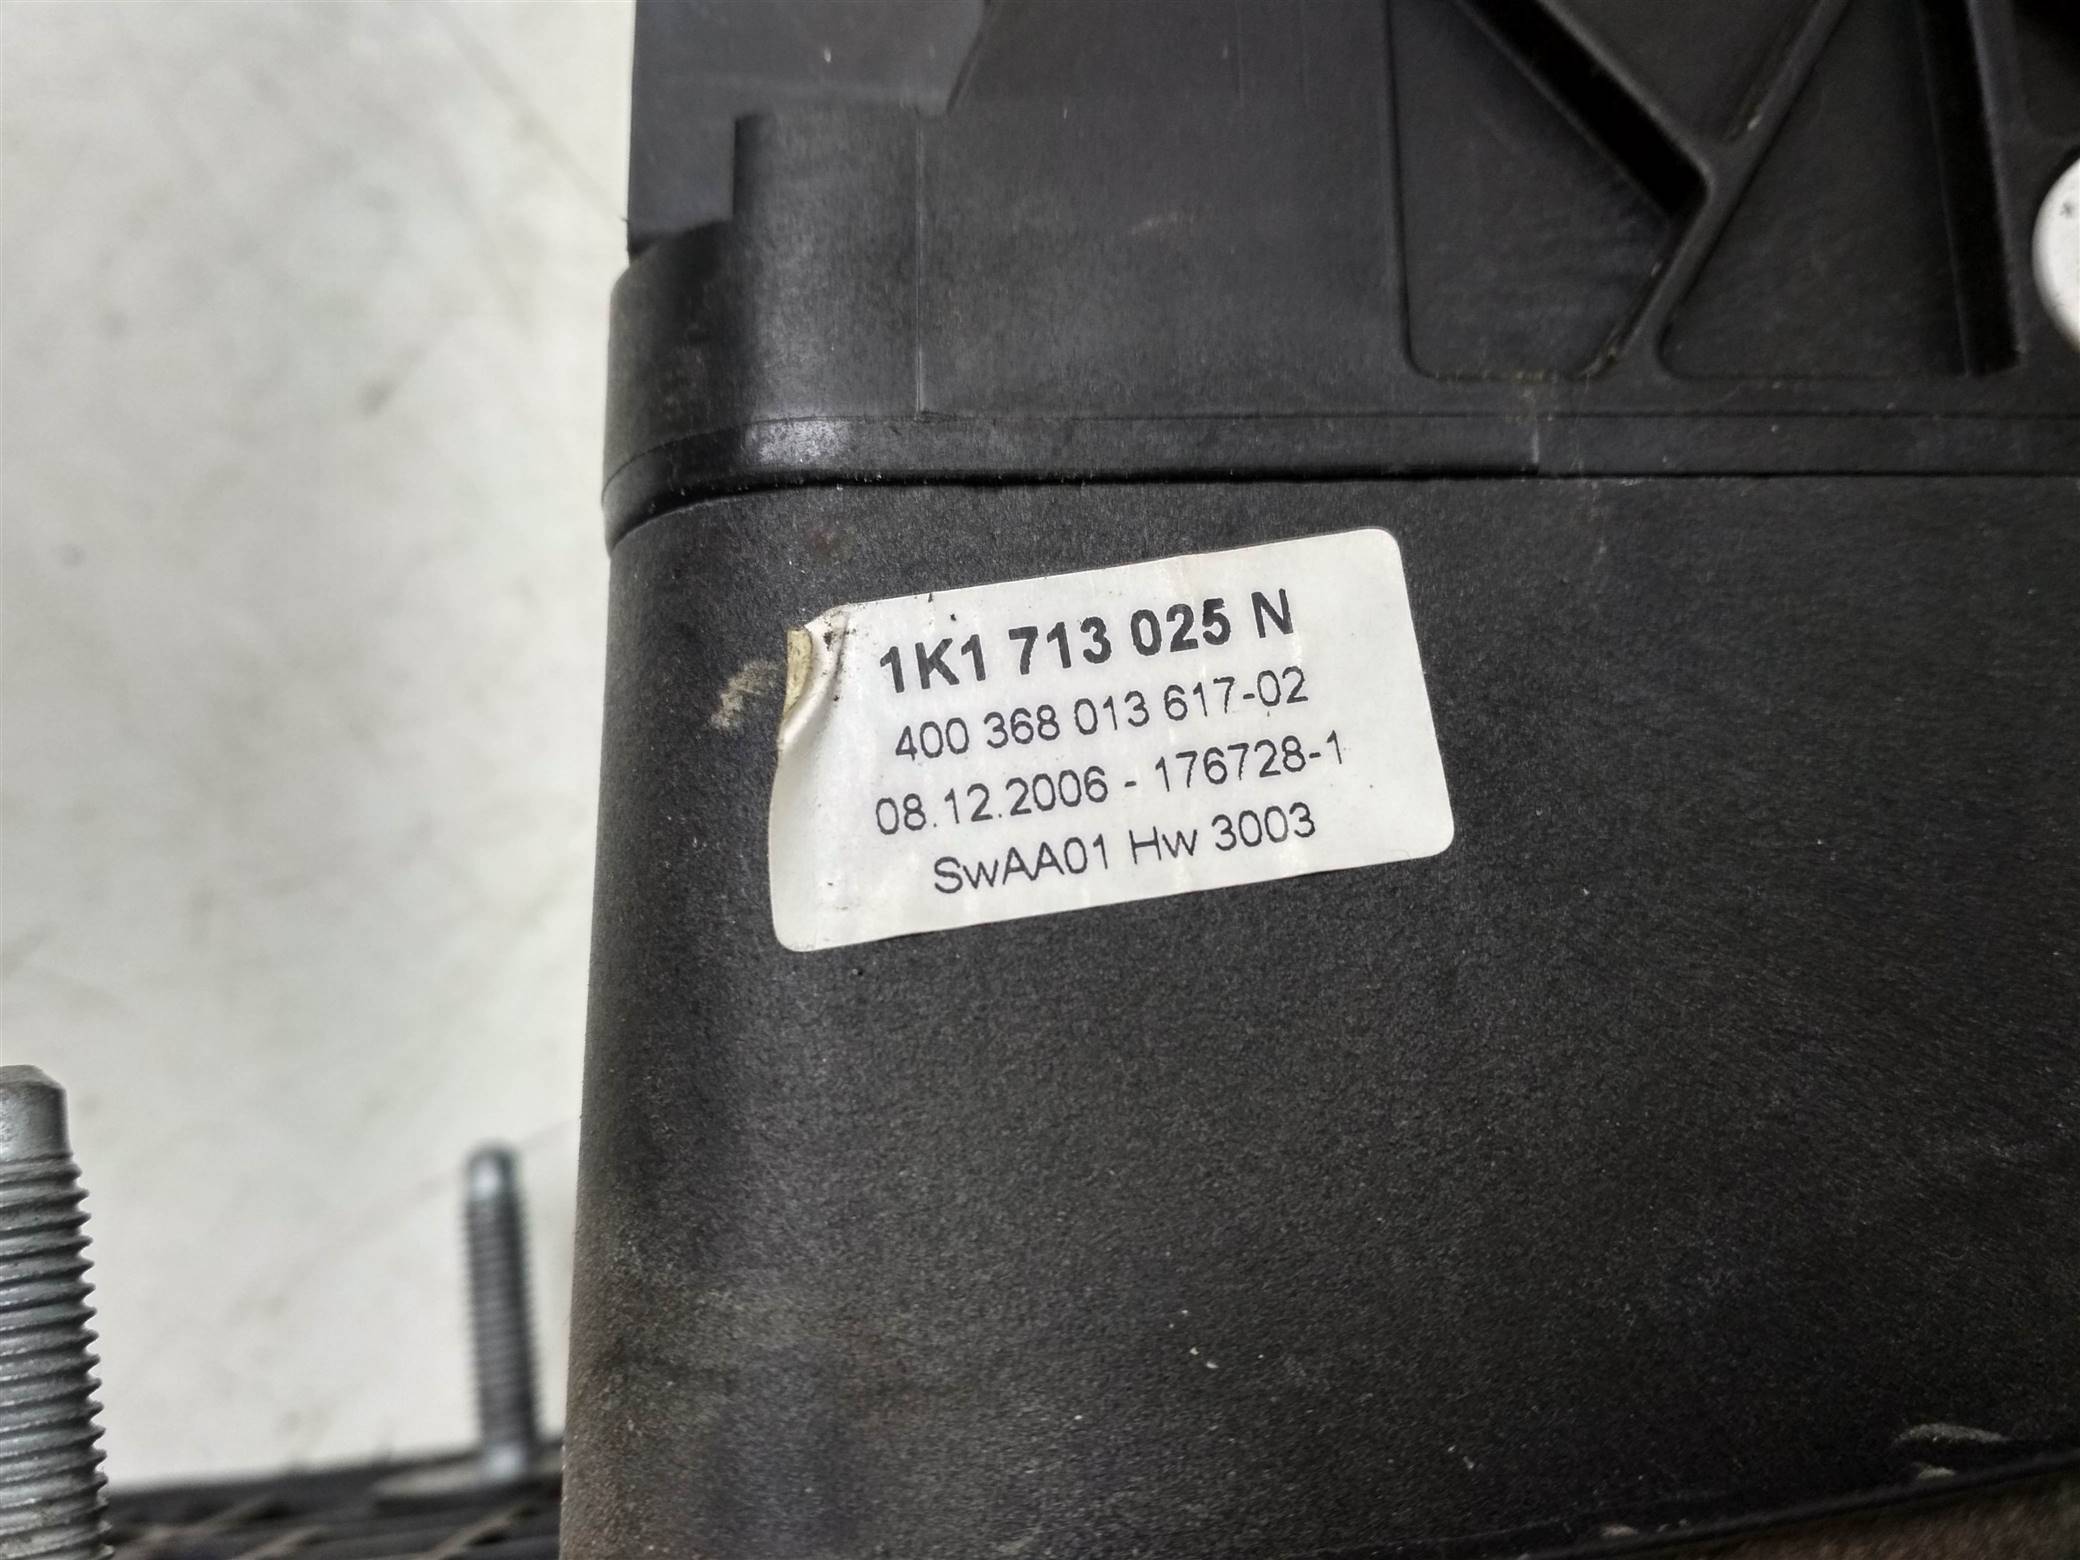 1K1 713 025 N
400 368 013 617-02
08.12.2006 - 176728-1
SwAA01 Hw 3003